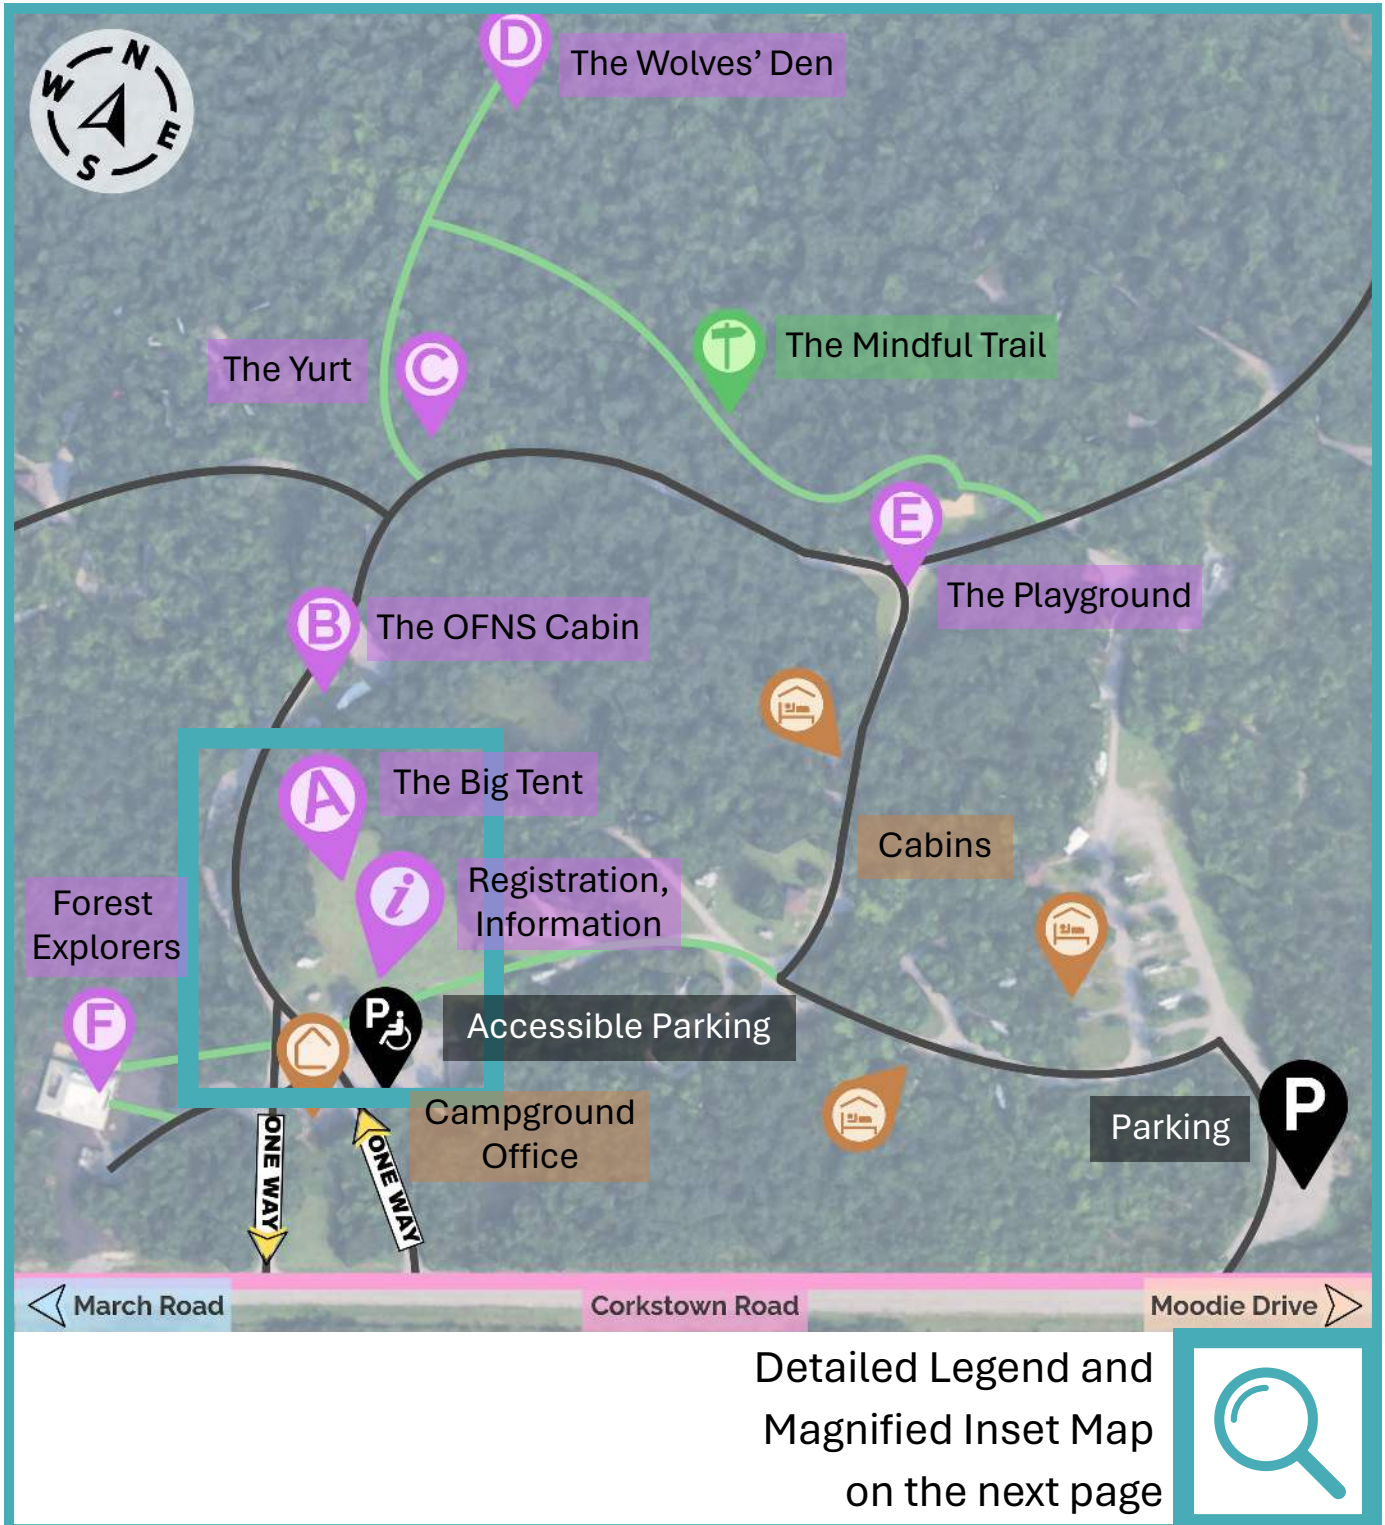 N
W
E
S
D
The Wolves’ Den
The Mindful Trail
The Yurt
C
E
The Playground
B
The OFNS Cabin
A
The Big Tent
Cabins
i
Registration,
Information
Forest
Explorers
F
P
Accessible Parking
Campground
Office
P
Parking
ONE WAY
ONE WAY
March Road
Corkstown Road
Moodie Drive
Detailed Legend and
Magnified Inset Map
on the next page